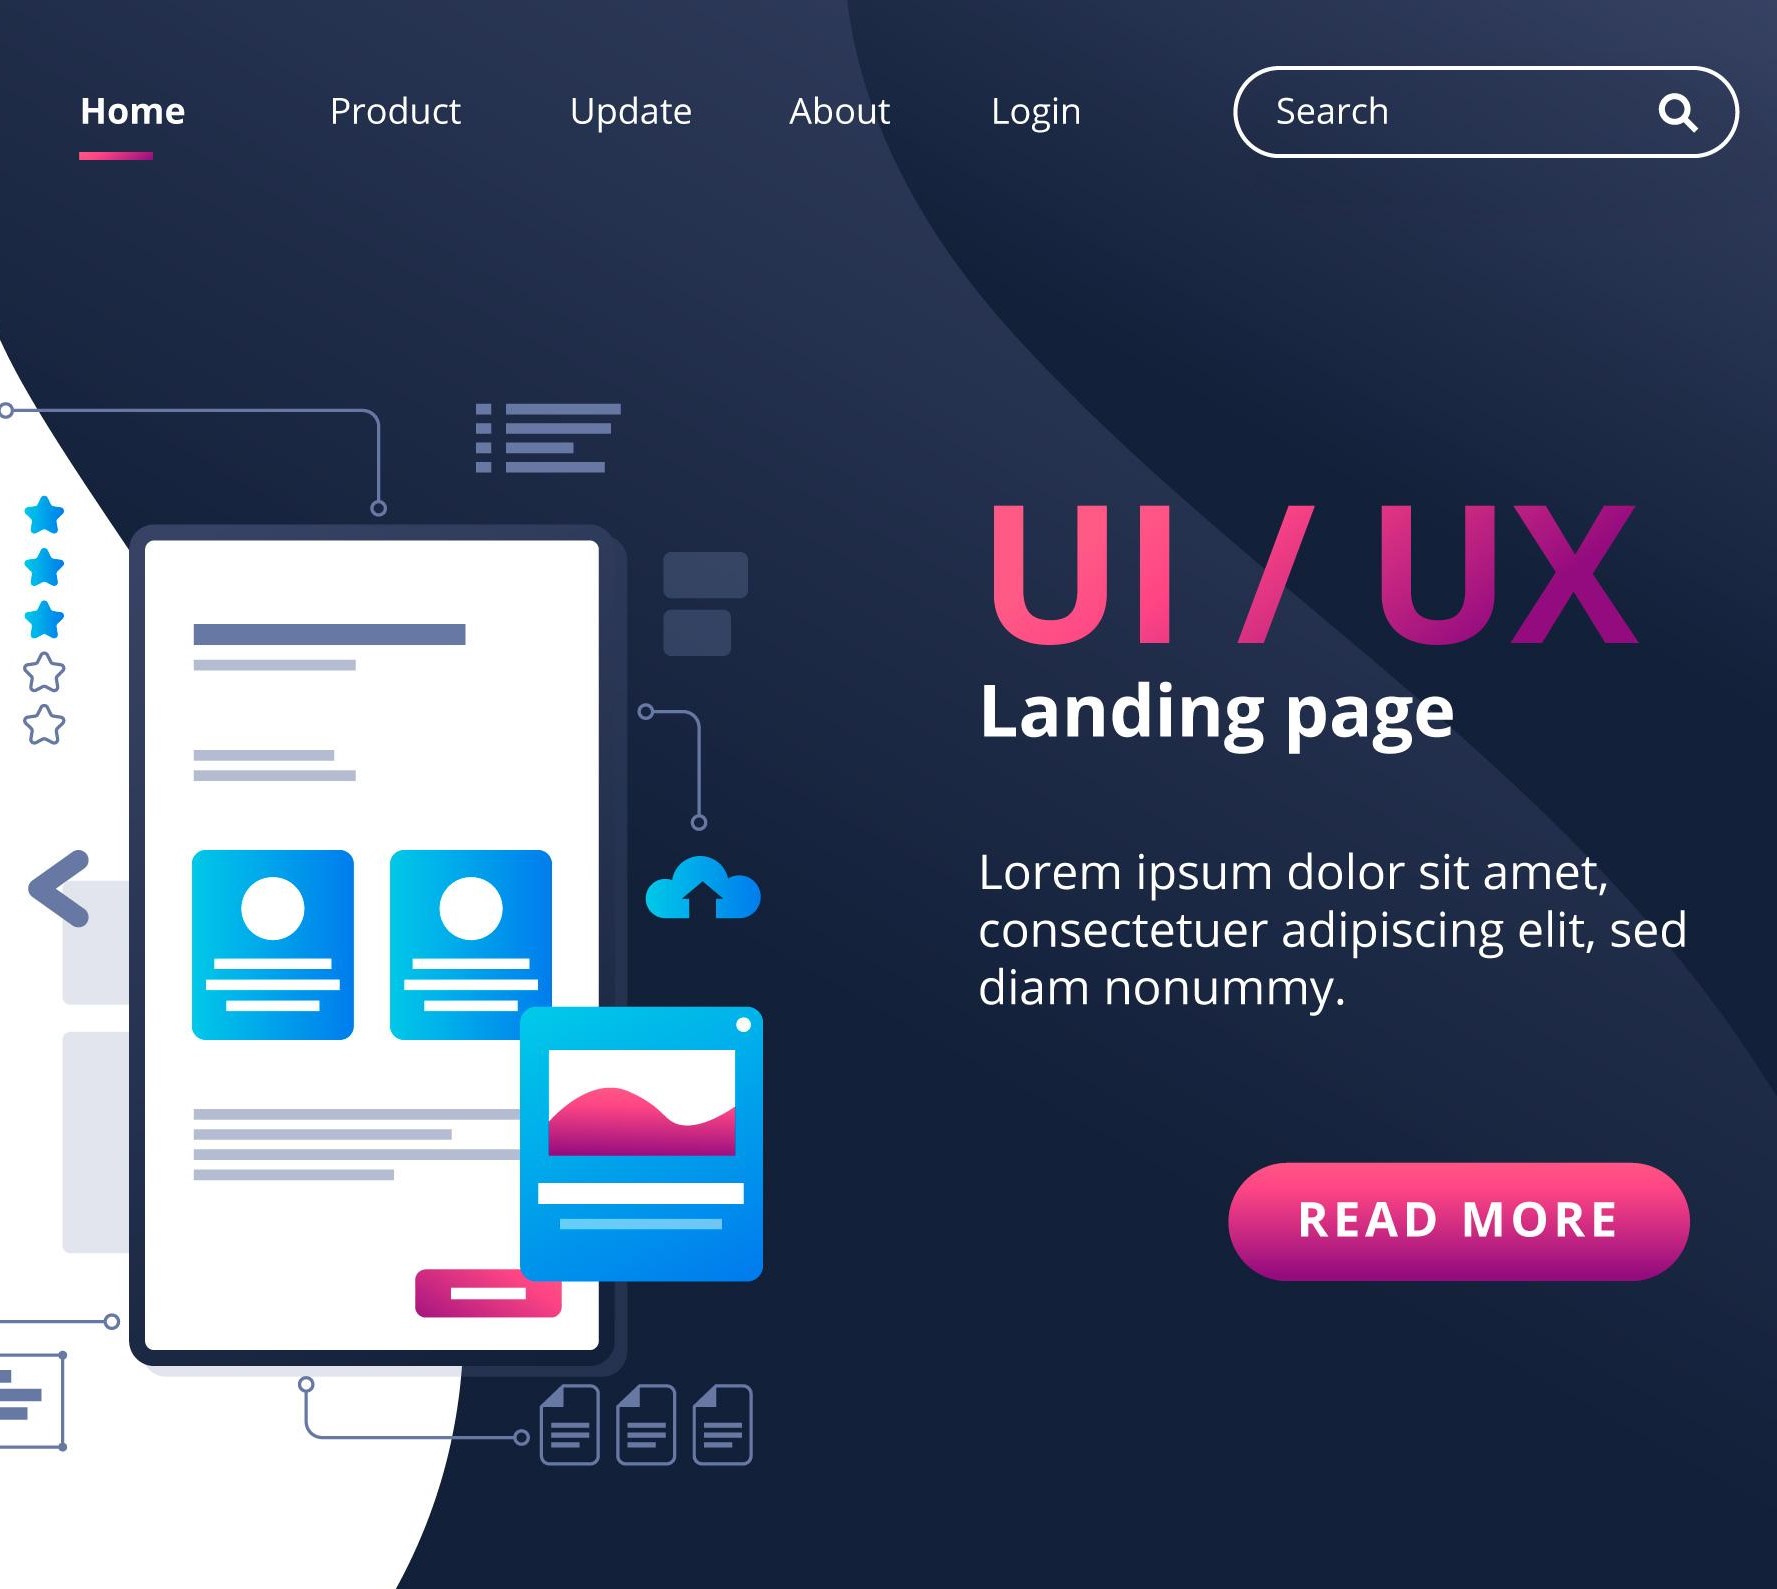 Home
Product
Update
About
Login
Search
UI / UX
Landing page
Lorem ipsum dolor sit amet,
consectetuer adipiscing elit, sed
diam nonummy.
READ MORE